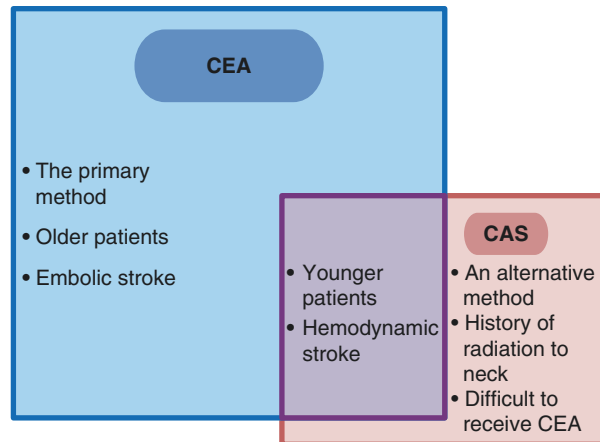 CEA
• The primary
method
• Older patients
• Embolic stroke
• Younger
patients
• Hemodynamic
stroke
CAS
• An alternative
method
• History of
radiation to
neck
• Difficult to
receive CEA